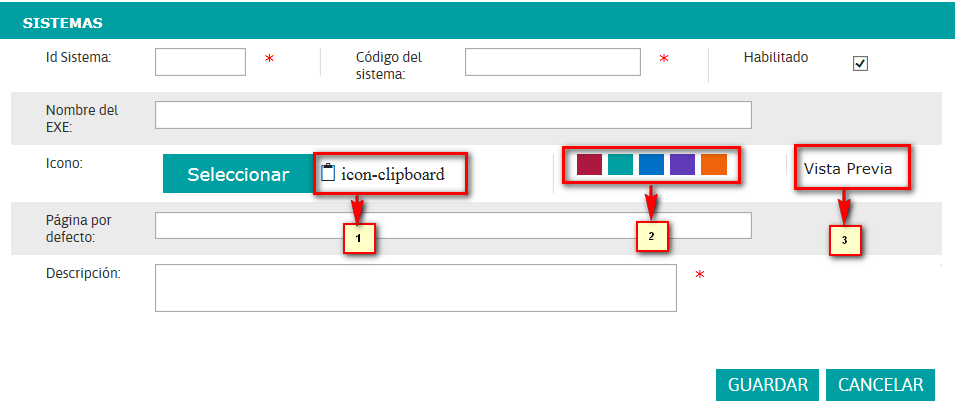 SISTEMAS
Id Sistema: *
Código del
sistema: *
Habilitado
Nombre del
EXE:
Icono:
Seleccionar
icon-clipboard
Vista Previa
1
2
3
Página por
defecto:
Descripción: *
GUARDAR
CANCELAR